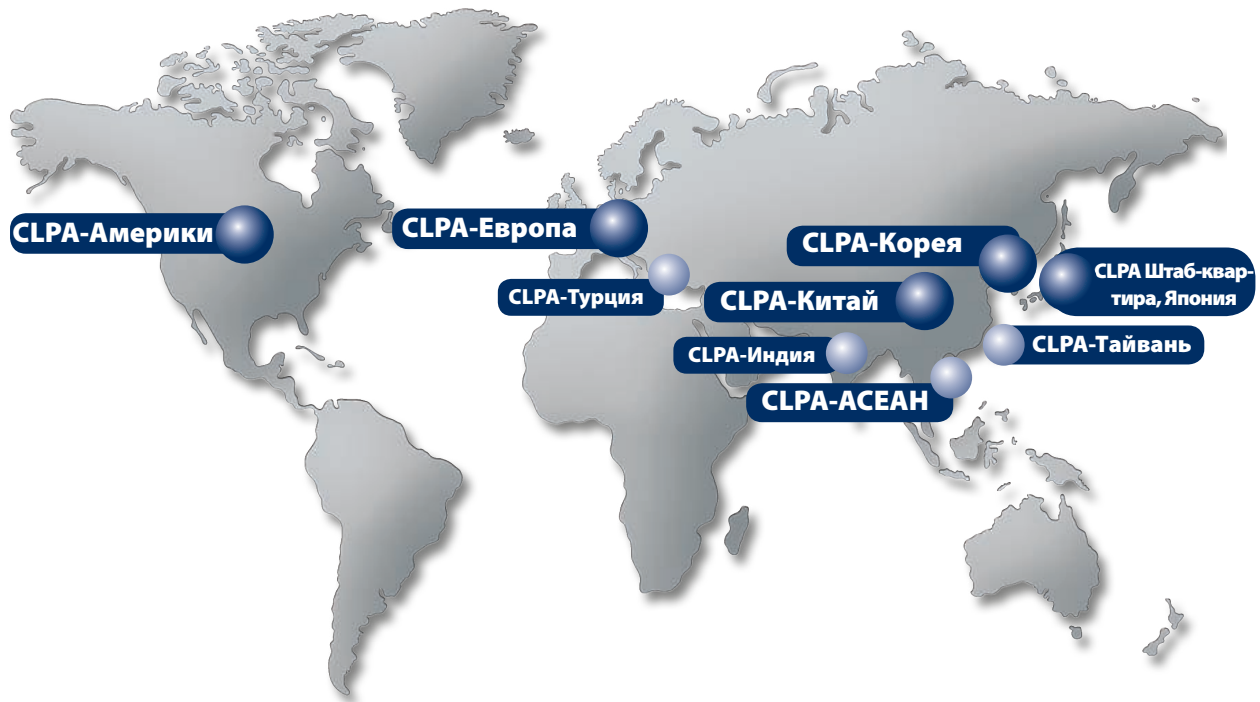 CLPA-Америки
CLPA-Европа
CLPA-Корея
CLPA Штаб-квар-
тира, Япония
CLPA-Турция
CLPA-Китай
CLPA-Индия
CLPA-Тайвань
CLPA-АСЕАН